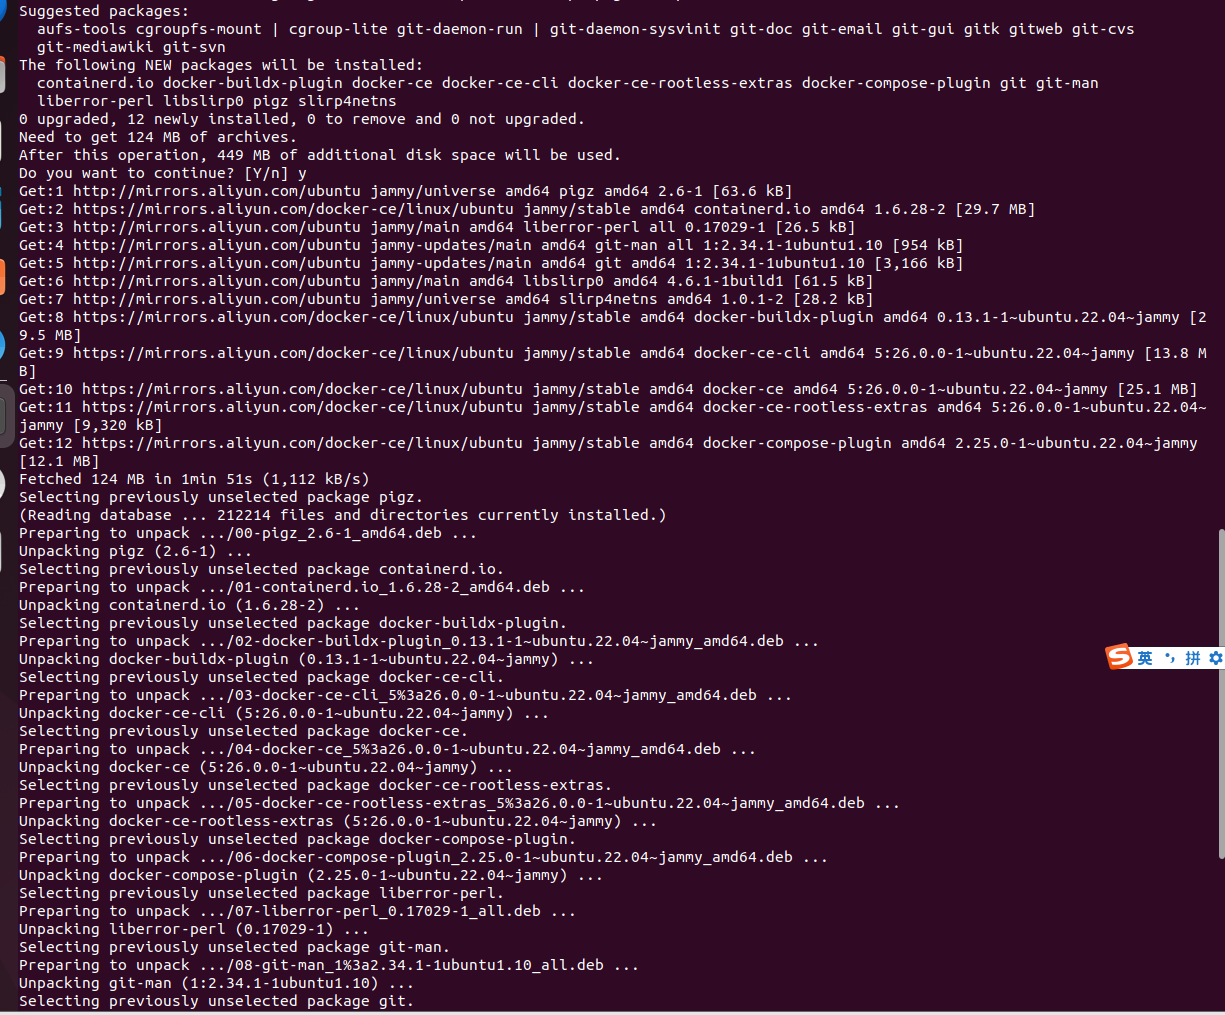 Suggested packages:
  aufs-tools cgroupfs-mount | cgroup-lite git-daemon-run | git-daemon-sysvinit git-doc git-email git-gui gitk gitweb git-cvs
  git-mediawiki git-svn
The following NEW packages will be installed:
  containerd.io docker-buildx-plugin docker-ce docker-ce-cli docker-ce-rootless-extras docker-compose-plugin git git-man
  liberror-perl libslirp0 pigz slirp4netns
0 upgraded, 12 newly installed, 0 to remove and 0 not upgraded.
Need to get 124 MB of archives.
After this operation, 449 MB of additional disk space will be used.
Do you want to continue? [Y/n] y
Get:1 http://mirrors.aliyun.com/ubuntu jammy/universe amd64 pigz amd64 2.6-1 [63.6 kB]
Get:2 https://mirrors.aliyun.com/docker-ce/linux/ubuntu jammy/stable amd64 containerd.io amd64 1.6.28-2 [29.7 MB]
Get:3 http://mirrors.aliyun.com/ubuntu jammy/main amd64 liberror-perl all 0.17029-1 [26.5 kB]
Get:4 http://mirrors.aliyun.com/ubuntu jammy-updates/main amd64 git-man all 1:2.34.1-1ubuntu1.10 [954 kB]
Get:5 http://mirrors.aliyun.com/ubuntu jammy-updates/main amd64 git amd64 1:2.34.1-1ubuntu1.10 [3,166 kB]
Get:6 http://mirrors.aliyun.com/ubuntu jammy/main amd64 libslirp0 amd64 4.6.1-1build1 [61.5 kB]
Get:7 http://mirrors.aliyun.com/ubuntu jammy/universe amd64 slirp4netns amd64 1.0.1-2 [28.2 kB]
Get:8 https://mirrors.aliyun.com/docker-ce/linux/ubuntu jammy/stable amd64 docker-buildx-plugin amd64 0.13.1-1~ubuntu.22.04~jammy [2
9.5 MB]
Get:9 https://mirrors.aliyun.com/docker-ce/linux/ubuntu jammy/stable amd64 docker-ce-cli amd64 5:26.0.0-1~ubuntu.22.04~jammy [13.8 M
B]
Get:10 https://mirrors.aliyun.com/docker-ce/linux/ubuntu jammy/stable amd64 docker-ce amd64 5:26.0.0-1~ubuntu.22.04~jammy [25.1 MB]
Get:11 https://mirrors.aliyun.com/docker-ce/linux/ubuntu jammy/stable amd64 docker-ce-rootless-extras amd64 5:26.0.0-1~ubuntu.22.04~
jammy [9,320 kB]
Get:12 https://mirrors.aliyun.com/docker-ce/linux/ubuntu jammy/stable amd64 docker-compose-plugin amd64 2.25.0-1~ubuntu.22.04~jammy
[12.1 MB]
Fetched 124 MB in 1min 51s (1,112 kB/s)
Selecting previously unselected package pigz.
(Reading database ... 212214 files and directories currently installed.)
Preparing to unpack .../00-pigz_2.6-1_amd64.deb ...
Unpacking pigz (2.6-1) ...
Selecting previously unselected package containerd.io.
Preparing to unpack .../01-containerd.io_1.6.28-2_amd64.deb ...
Unpacking containerd.io (1.6.28-2) ...
Selecting previously unselected package docker-buildx-plugin.
Preparing to unpack .../02-docker-buildx-plugin_0.13.1-1~ubuntu.22.04~jammy_amd64.deb ...
Unpacking docker-buildx-plugin (0.13.1-1~ubuntu.22.04~jammy) ...
英 拼
Selecting previously unselected package docker-ce-cli.
Preparing to unpack .../03-docker-ce-cli_5%3a26.0.0-1~ubuntu.22.04~jammy_amd64.deb ...
Unpacking docker-ce-cli (5:26.0.0-1~ubuntu.22.04~jammy) ...
Selecting previously unselected package docker-ce.
Preparing to unpack .../04-docker-ce_5%3a26.0.0-1~ubuntu.22.04~jammy_amd64.deb ...
Unpacking docker-ce (5:26.0.0-1~ubuntu.22.04~jammy) ...
Selecting previously unselected package docker-ce-rootless-extras.
Preparing to unpack .../05-docker-ce-rootless-extras_5%3a26.0.0-1~ubuntu.22.04~jammy_amd64.deb ...
Unpacking docker-ce-rootless-extras (5:26.0.0-1~ubuntu.22.04~jammy) ...
Selecting previously unselected package docker-compose-plugin.
Preparing to unpack .../06-docker-compose-plugin_2.25.0-1~ubuntu.22.04~jammy_amd64.deb ...
Unpacking docker-compose-plugin (2.25.0-1~ubuntu.22.04~jammy) ...
Selecting previously unselected package liberror-perl.
Preparing to unpack .../07-liberror-perl_0.17029-1_all.deb ...
Unpacking liberror-perl (0.17029-1) ...
Selecting previously unselected package git-man.
Preparing to unpack .../08-git-man_1%3a2.34.1-1ubuntu1.10_all.deb ...
Unpacking git-man (1:2.34.1-1ubuntu1.10) ...
Selecting previously unselected package git.